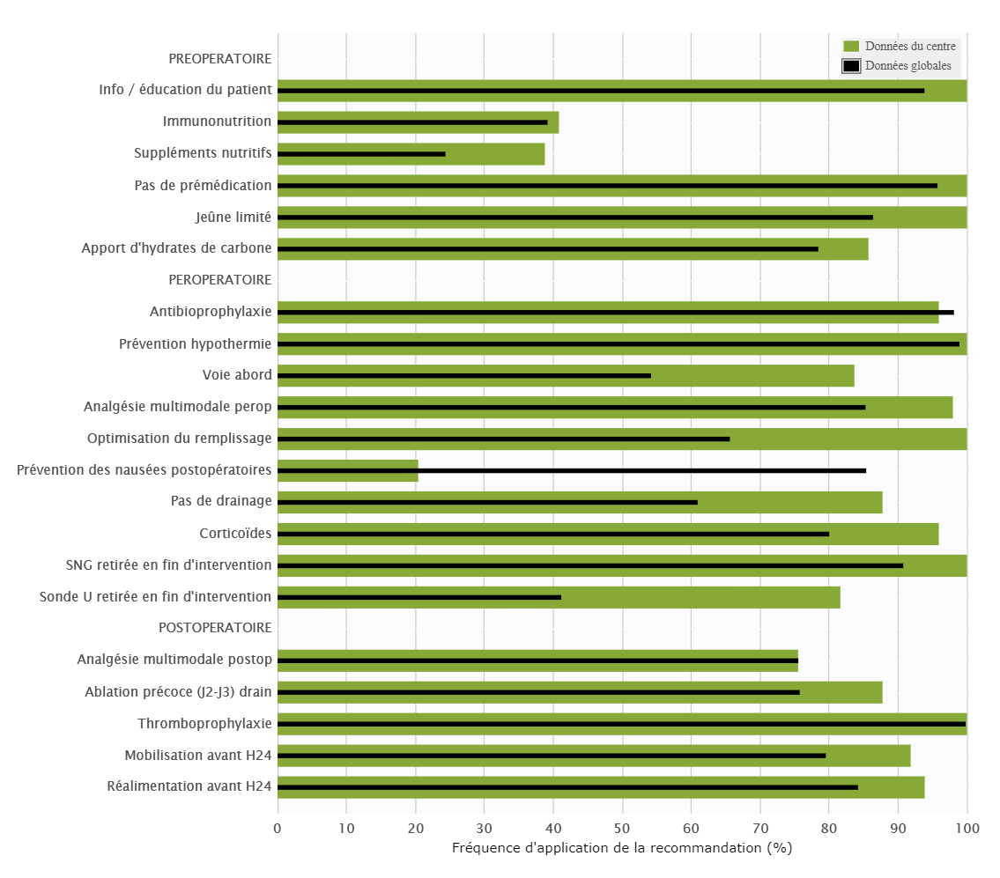 Données du centre
Données globales
PREOPERATOIRE
Info / éducation du patient
Immunonutrition
Suppléments nutritifs
Pas de prémédication
Jeûne limité
Apport d'hydrates de carbone
PEROPERATOIRE
Antibioprophylaxie
Prévention hypothermie
Voie abord
Analgésie multimodale perop
Optimisation du remplissage
Prévention des nausées postopératoires
Pas de drainage
Corticoïdes
SNG retirée en fin d'intervention
Sonde U retirée en fin d'intervention
POSTOPERATOIRE
Analgésie multimodale postop
Ablation précoce (J2-J3) drain
Thromboprophylaxie
Mobilisation avant H24
Réalimentation avant H24
0 10 20 30 40 50 60 70 80 90 100
Fréquence d'application de la recommandation (%)